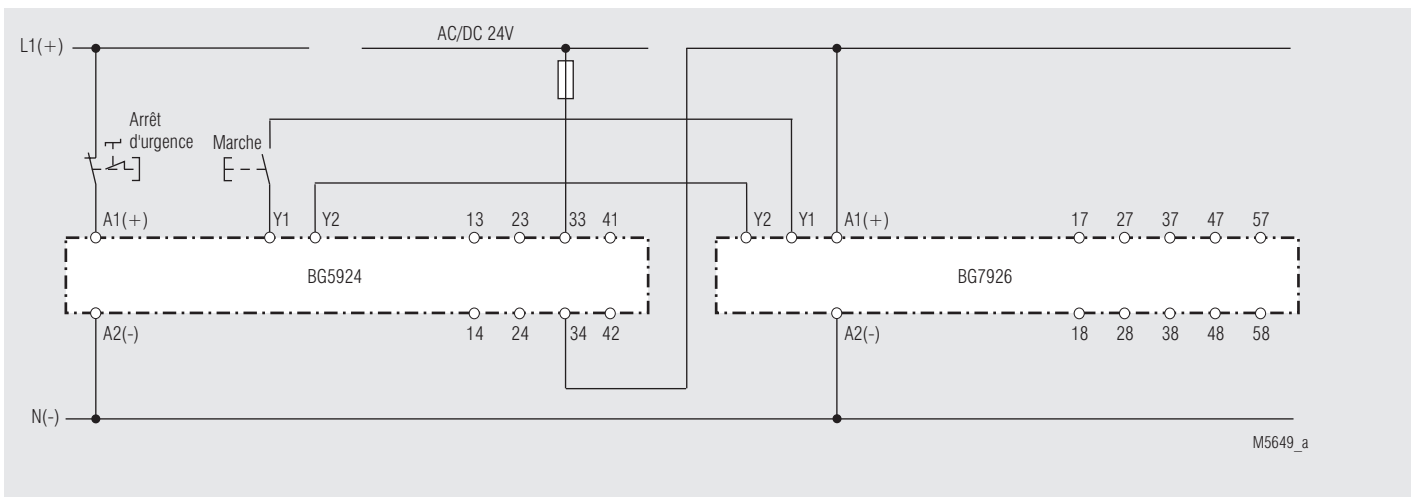 AC/DC 24V
L1(+)
Arrêt
d'urgence
Marche
A1(+) Y1 Y2 13 23 33 41 Y2 Y1 A1(+) 17 27 37 47 57
BG5924 BG7926
A2(-) 14 24 34 42 A2(-) 18 28 38 48 58
N(-)
M5649_a